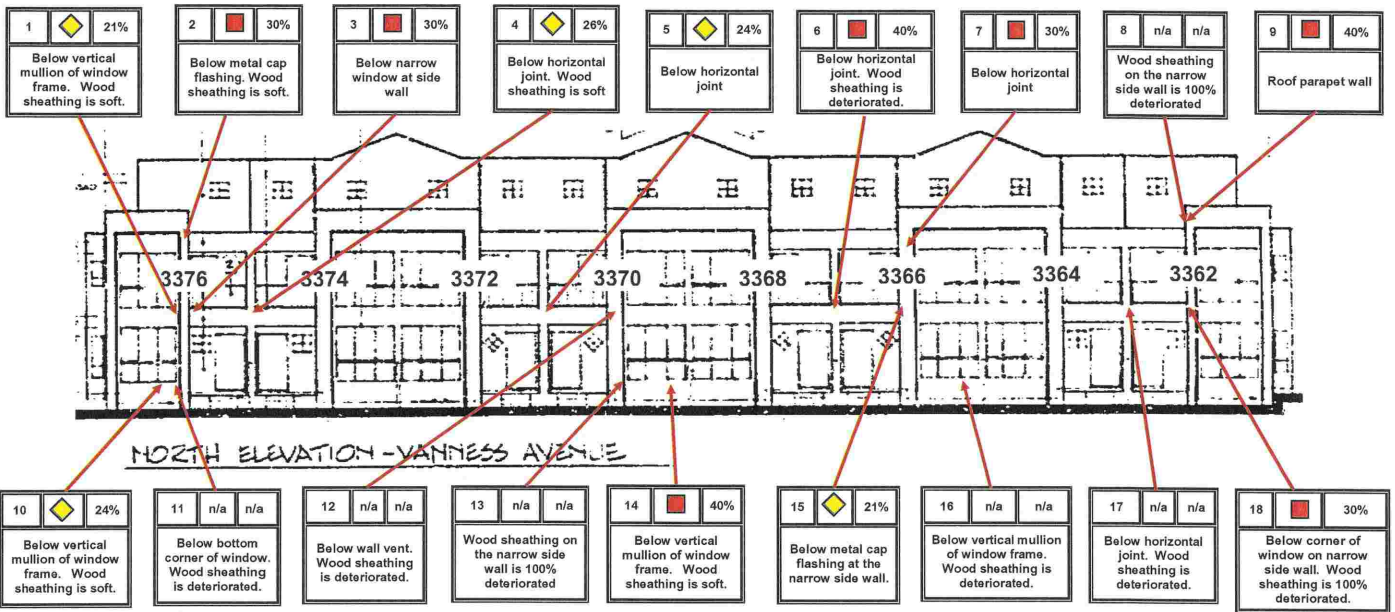 1 21%
Below vertical
mullion of window
frame. Wood
sheathing is soft.
2 30%
Below metal cap
flashing. Wood
sheathing is soft.
3 30%
Below narrow
window at side
wall
4 26%
Below horizontal
joint. Wood
sheathing is soft
5 24%
Below horizontal
joint
6 40%
Below horizontal
joint. Wood
sheathing is
deteriorated.
7 30%
Below horizontal
joint
8 n/a n/a
Wood sheathing
on the narrow
side wall is 100%
deteriorated
9 40%
Roof parapet wall
3376 3374 3372 3370 3368 3366 3364 3362
NORTH ELEVATION - VANNESS AVENUE
10 24%
Below vertical
mullion of window
frame. Wood
sheathing is soft.
11 n/a n/a
Below bottom
corner of window.
Wood sheathing
is deteriorated.
12 n/a n/a
Below wall vent.
Wood sheathing
is deteriorated.
13 n/a n/a
Wood sheathing on
the narrow side
wall is 100%
deteriorated
14 40%
Below vertical
mullion of window
frame. Wood
sheathing is soft.
15 21%
Below metal cap
flashing at the
narrow side wall.
16 n/a n/a
Below vertical mullion
of window frame.
Wood sheathing is
deteriorated.
17 n/a n/a
Below horizontal
joint. Wood
sheathing is
deteriorated.
18 30%
Below corner of
window on narrow
side wall. Wood
sheathing is 100%
deteriorated.